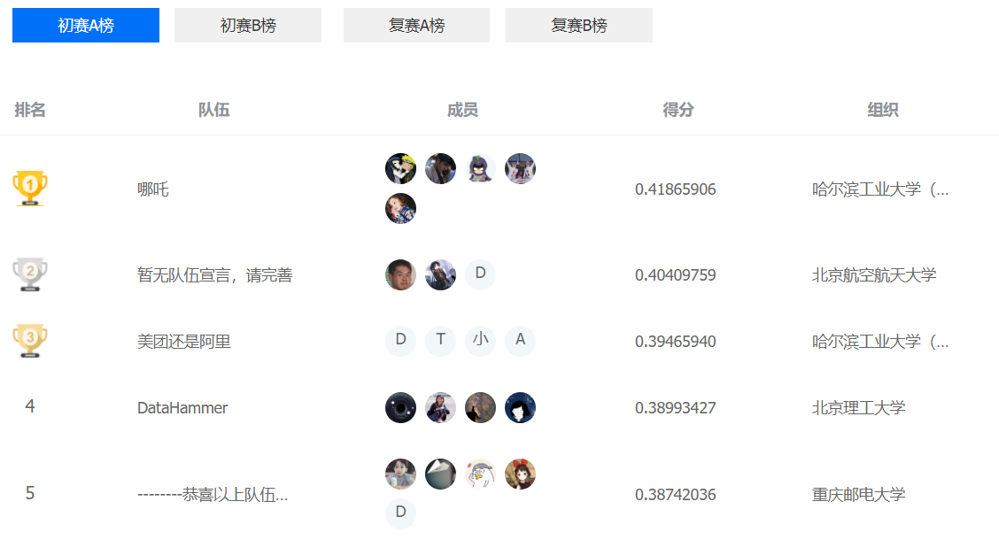 初赛A榜 初赛B榜 复赛A榜 复赛B榜
排名 队伍 成员 得分 组织
1 哪吒 0.41865906 哈尔滨工业大学（...
2 暂无队伍宣言，请完善 D 0.40409759 北京航空航天大学
3 美团还是阿里 D T 小 A 0.39465940 哈尔滨工业大学（...
4 DataHammer 0.38993427 北京理工大学
5 --------恭喜以上队伍... D 0.38742036 重庆邮电大学